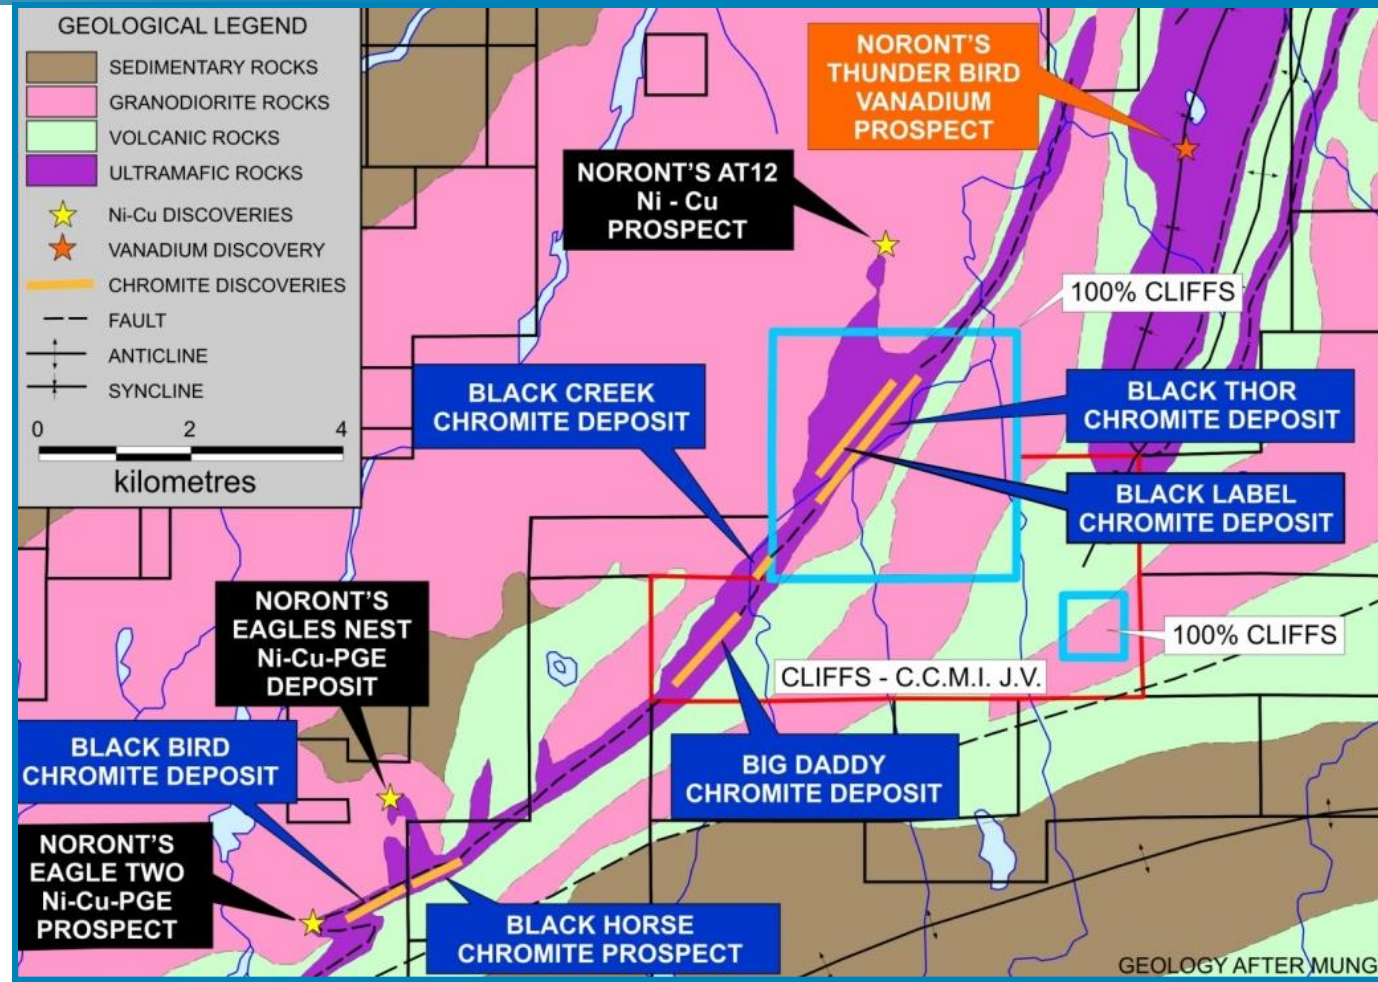 GEOLOGICAL LEGEND
SEDIMENTARY ROCKS
GRANODIORITE ROCKS
VOLCANIC ROCKS
ULTRAMAFIC ROCKS
Ni-Cu DISCOVERIES
VANADIUM DISCOVERY
CHROMITE DISCOVERIES
FAULT
ANTICLINE
SYNCLINE
0 2 4
kilometres
NORONT'S
THUNDER BIRD
VANADIUM
PROSPECT
NORONT'S AT12
Ni - Cu
PROSPECT
100% CLIFFS
BLACK CREEK
CHROMITE DEPOSIT
BLACK THOR
CHROMITE DEPOSIT
BLACK LABEL
CHROMITE DEPOSIT
NORONT'S
EAGLES NEST
Ni-Cu-PGE
DEPOSIT
100% CLIFFS
CLIFFS - C.C.M.I. J.V.
BLACK BIRD
CHROMITE DEPOSIT
BIG DADDY
CHROMITE DEPOSIT
NORONT'S
EAGLE TWO
Ni-Cu-PGE
PROSPECT
BLACK HORSE
CHROMITE PROSPECT
GEOLOGY AFTER MUNG